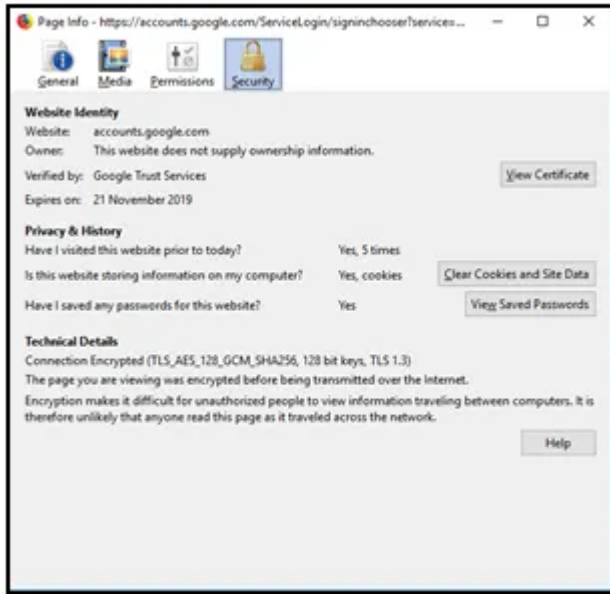 Page Info - https://accounts.google.com/ServiceLogin/signinchooser?service=...
General Media Permissions Security
Website Identity
Website: accounts.google.com
Owner: This website does not supply ownership information.
Verified by: Google Trust Services View Certificate
Expires on: 21 November 2019
Privacy & History
Have I visited this website prior to today? Yes, 5 times
Is this website storing information on my computer? Yes, cookies Clear Cookies and Site Data
Have I saved any passwords for this website? Yes View Saved Passwords
Technical Details
Connection Encrypted (TLS_AES_128_GCM_SHA256, 128 bit keys, TLS 1.3)
The page you are viewing was encrypted before being transmitted over the Internet.
Encryption makes it difficult for unauthorized people to view information traveling between computers. It is
therefore unlikely that anyone read this page as it traveled across the network.
Help